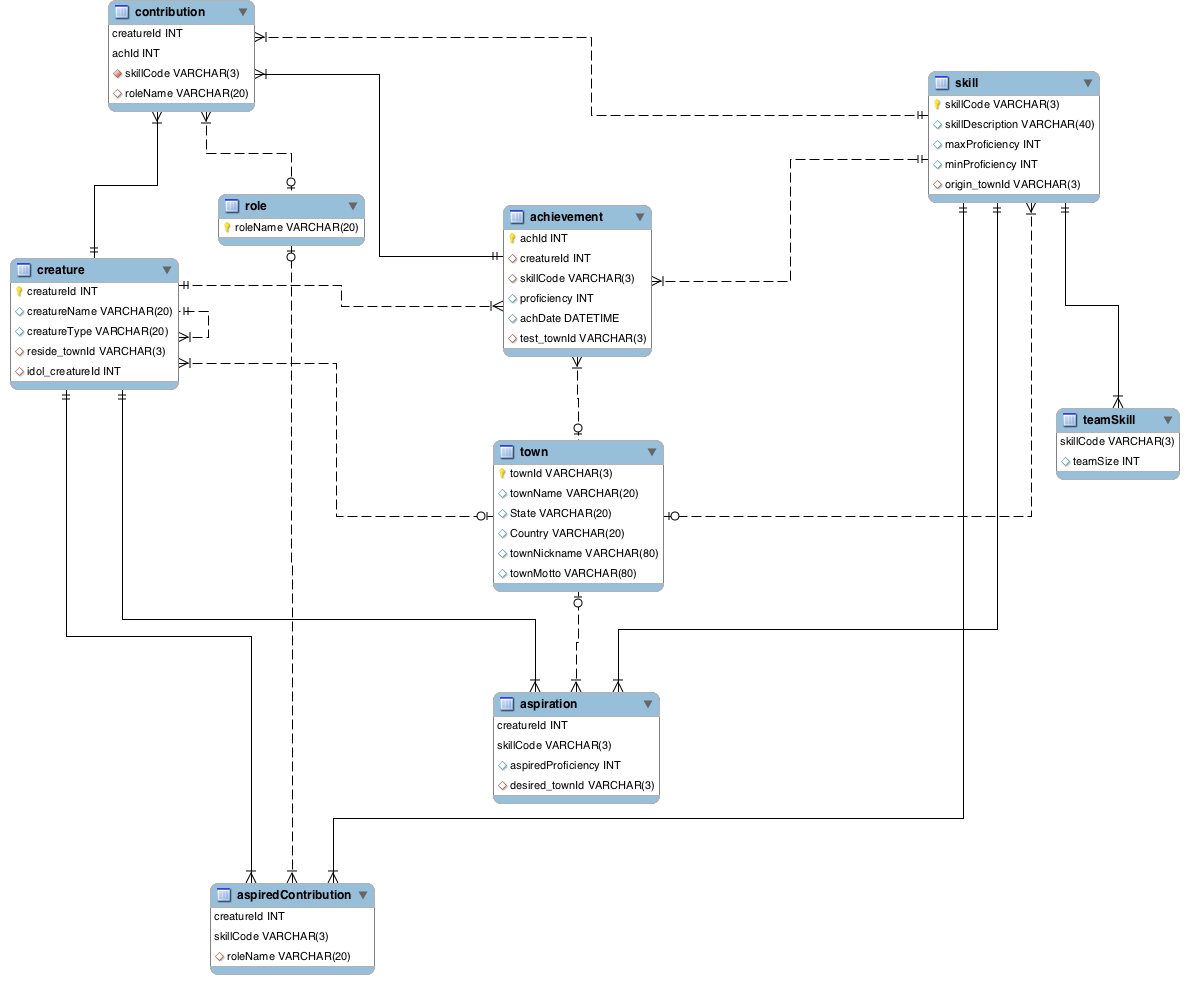 contribution
creatureId INT
achId INT
skillCode VARCHAR(3)
roleName VARCHAR(20)
skill
skillCode VARCHAR(3)
skillDescription VARCHAR(40)
maxProficiency INT
minProficiency INT
origin_townId VARCHAR(3)
role
roleName VARCHAR(20)
achievement
achId INT
creatureId INT
skillCode VARCHAR(3)
proficiency INT
achDate DATETIME
test_townId VARCHAR(3)
creature
creatureId INT
creatureName VARCHAR(20)
creatureType VARCHAR(20)
reside_townId VARCHAR(3)
idol_creatureId INT
teamSkill
skillCode VARCHAR(3)
teamSize INT
town
townId VARCHAR(3)
townName VARCHAR(20)
State VARCHAR(20)
Country VARCHAR(20)
townNickname VARCHAR(80)
townMotto VARCHAR(80)
aspiration
creatureId INT
skillCode VARCHAR(3)
aspiredProficiency INT
desired_townId VARCHAR(3)
aspiredContribution
creatureId INT
skillCode VARCHAR(3)
roleName VARCHAR(20)